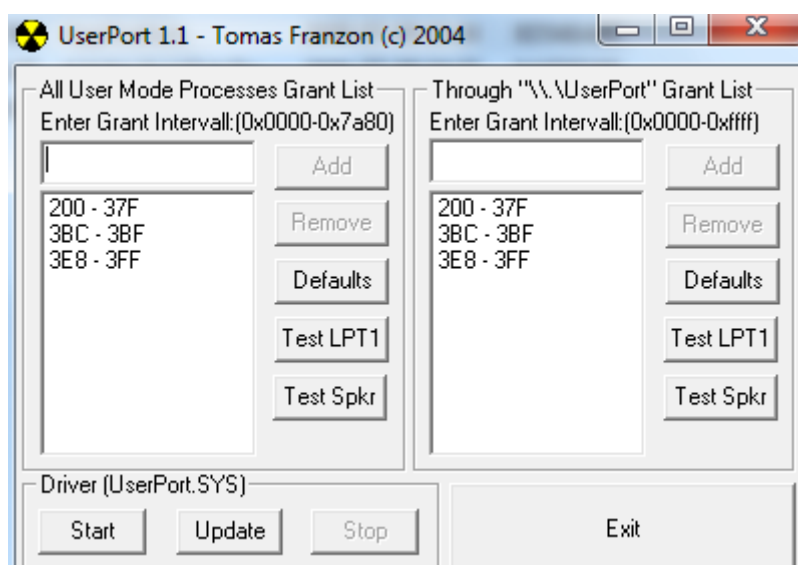 UserPort 1.1 - Tomas Franzon (c) 2004
All User Mode Processes Grant List
Enter Grant Intervall:(0x0000-0x7a80)
Add
200 - 37F
3BC - 3BF
3E8 - 3FF
Remove
Defaults
Test LPT1
Test Spkr
Through "\\.\UserPort" Grant List
Enter Grant Intervall:(0x0000-0xffff)
Add
200 - 37F
3BC - 3BF
3E8 - 3FF
Remove
Defaults
Test LPT1
Test Spkr
Driver (UserPort.SYS)
Start Update Stop
Exit